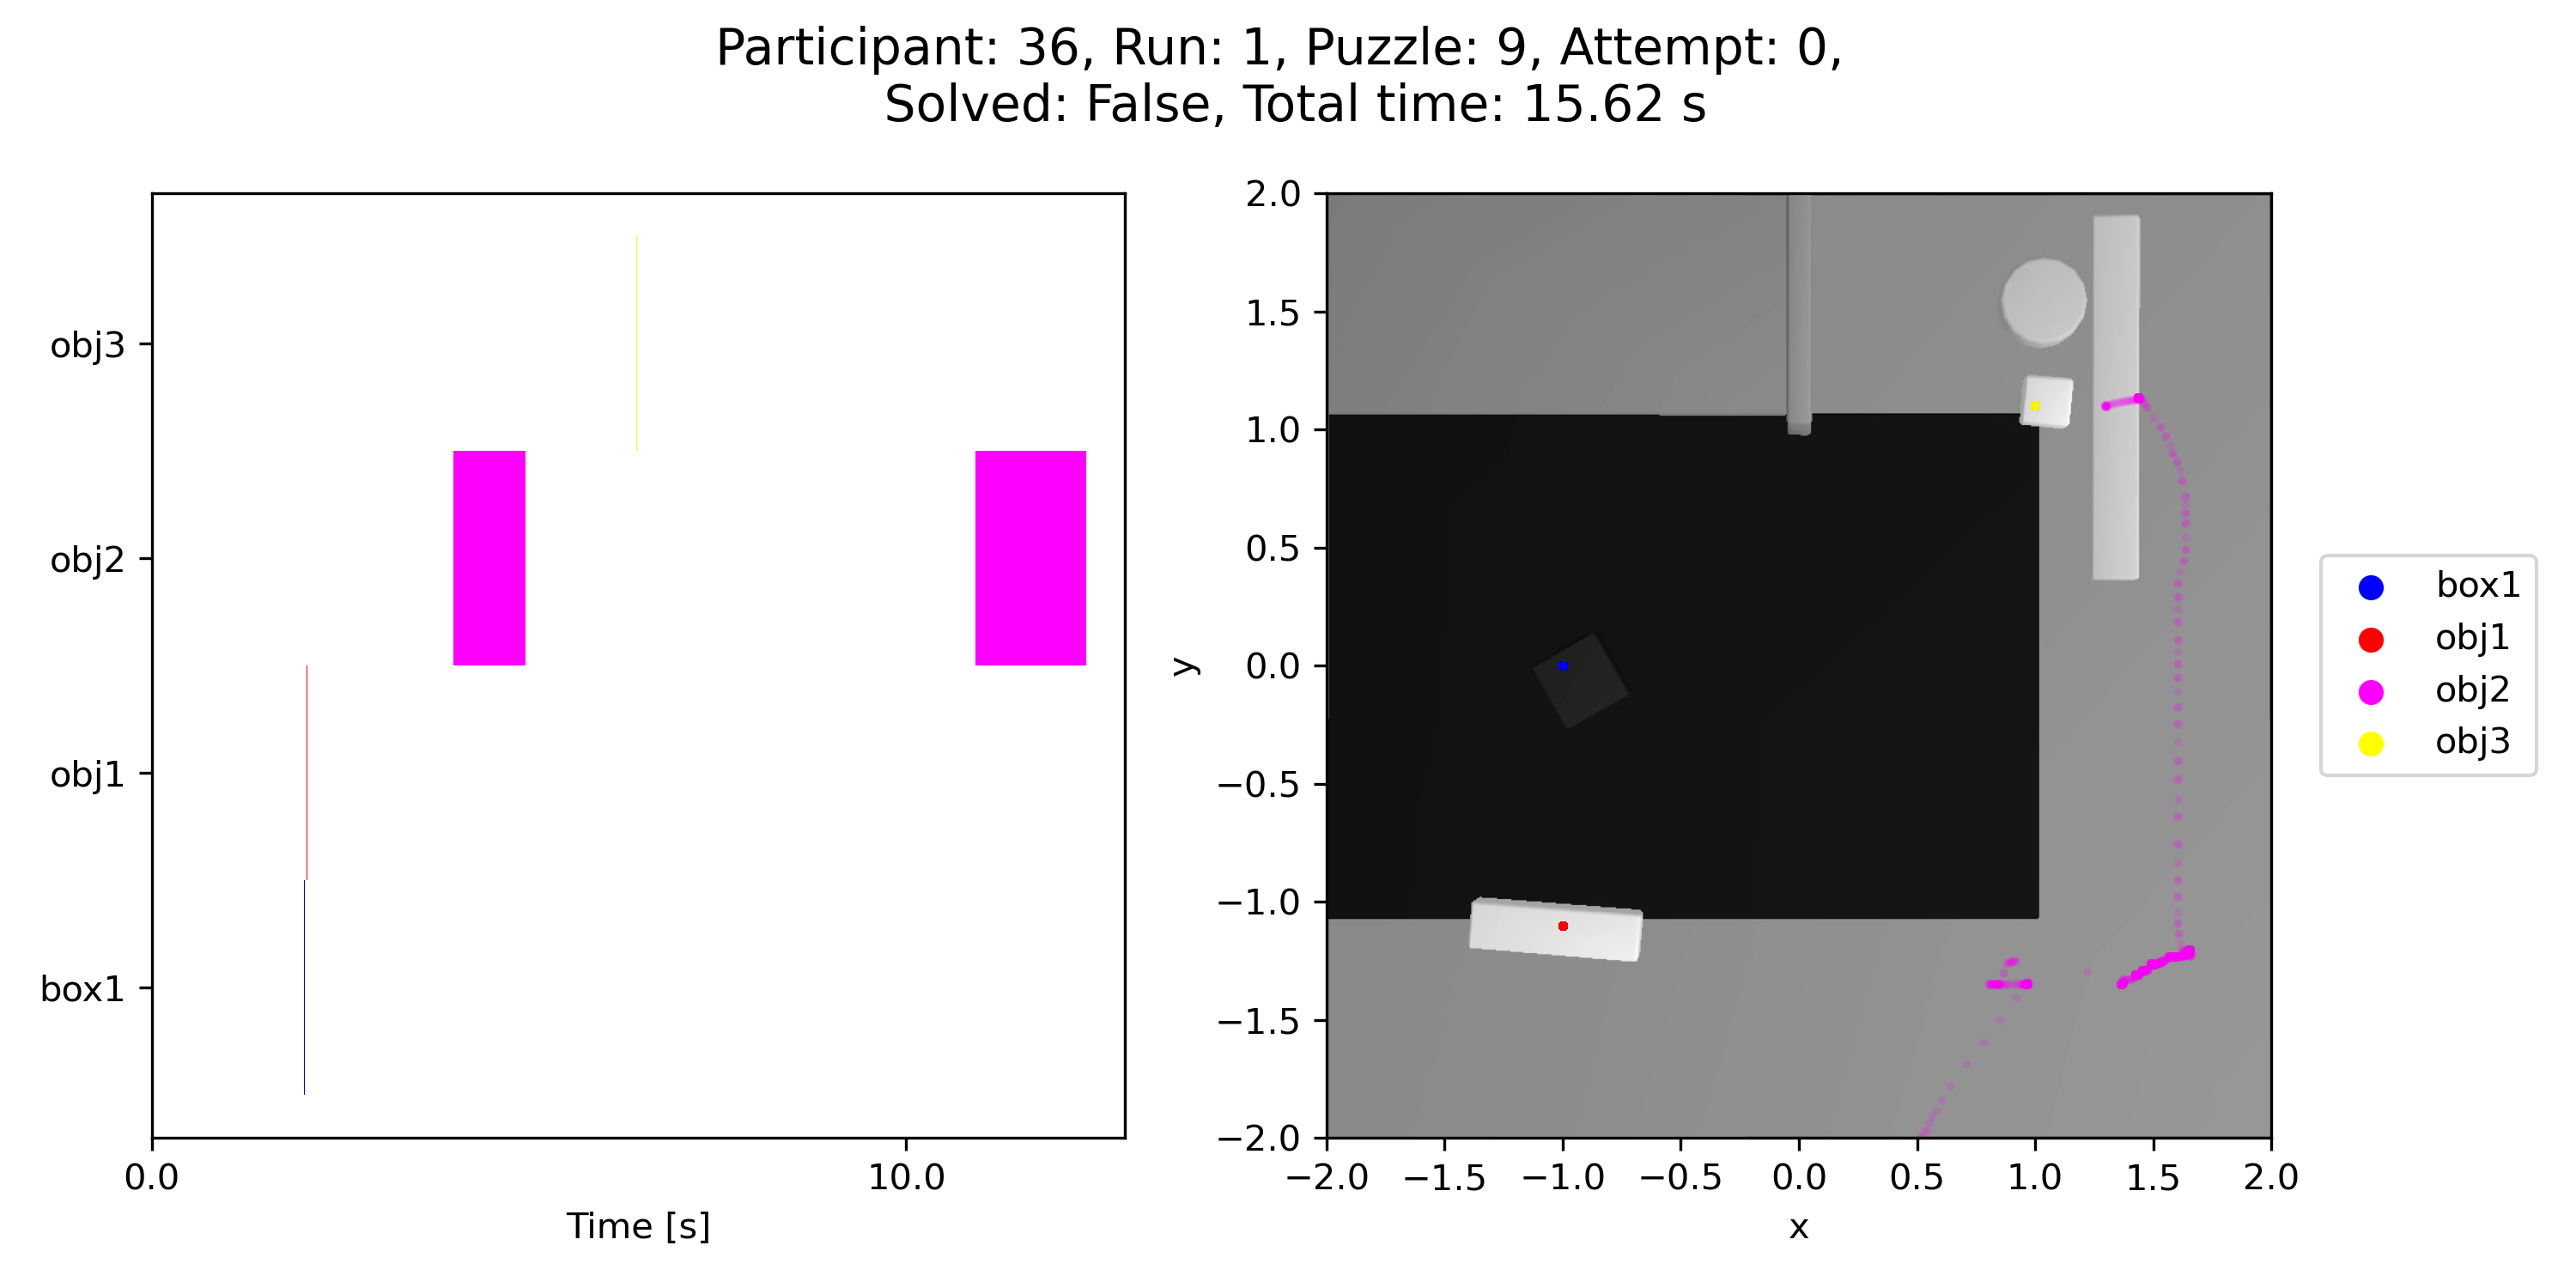 Participant: 36, Run: 1, Puzzle: 9, Attempt: 0,
Solved: False, Total time: 15.62 s
obj3
obj2
obj1
box1
0.0
10.0
Time [s]
2.0
1.5
1.0
0.5
0.0
−0.5
−1.0
−1.5
−2.0
y
−2.0
−1.5
−1.0
−0.5
0.0
0.5
1.0
1.5
2.0
x
box1
obj1
obj2
obj3